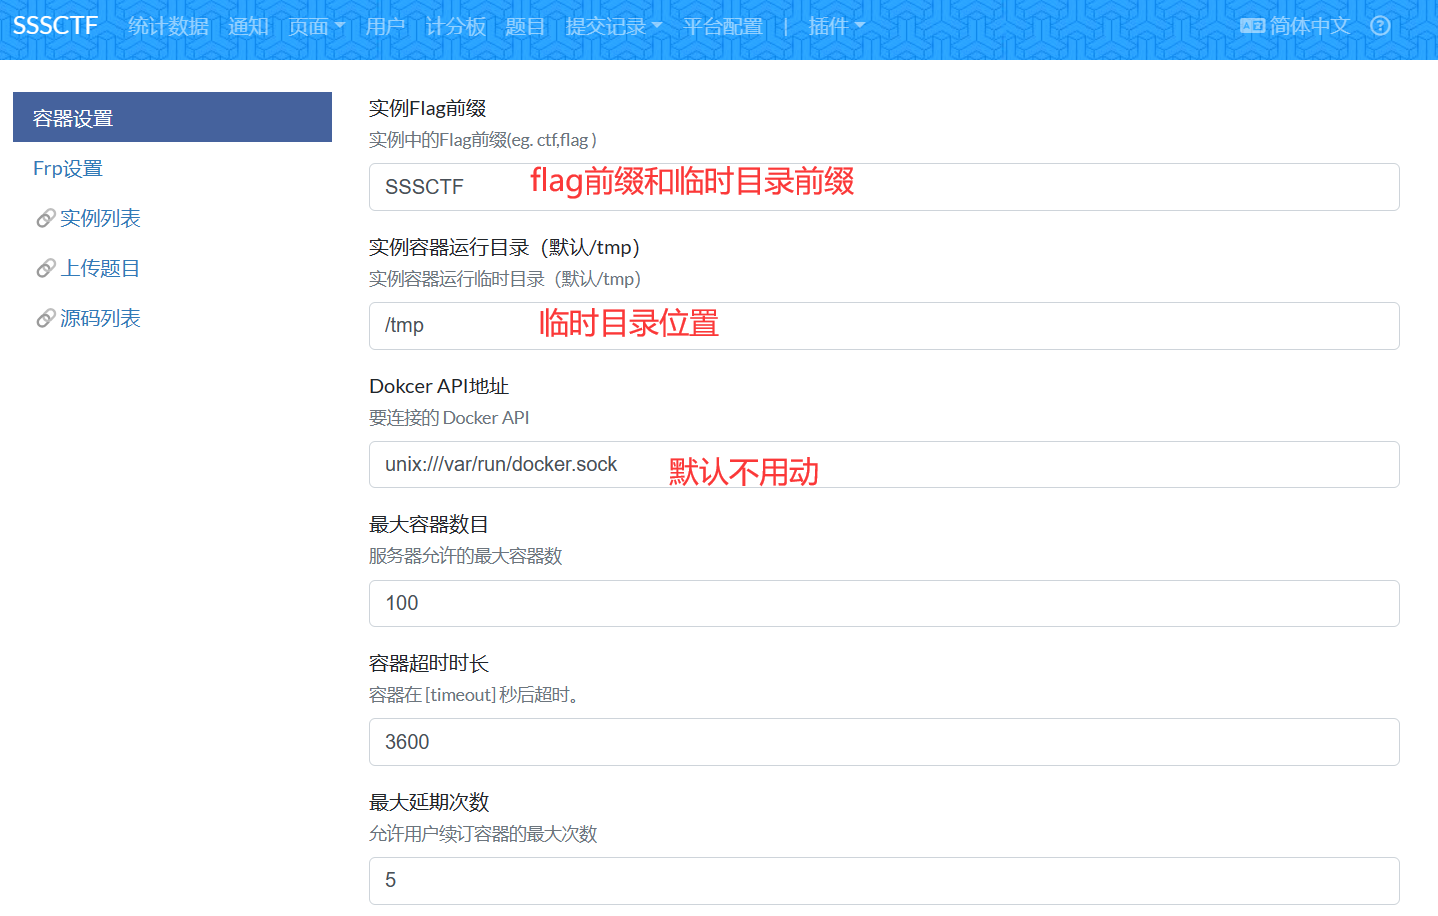 SSSCTF 统计数据 通知 页面 用户 计分板 题目 提交记录 平台配置 | 插件 简体中文
容器设置
Frp设置
实例列表
上传题目
源码列表
实例Flag前缀
实例中的Flag前缀(eg. ctf,flag )
SSSCTF flag前缀和临时目录前缀
实例容器运行目录（默认/tmp）
实例容器运行临时目录（默认/tmp）
/tmp 临时目录位置
Dokcer API地址
要连接的 Docker API
unix:///var/run/docker.sock 默认不用动
最大容器数目
服务器允许的最大容器数
100
容器超时时长
容器在 [timeout] 秒后超时。
3600
最大延期次数
允许用户续订容器的最大次数
5